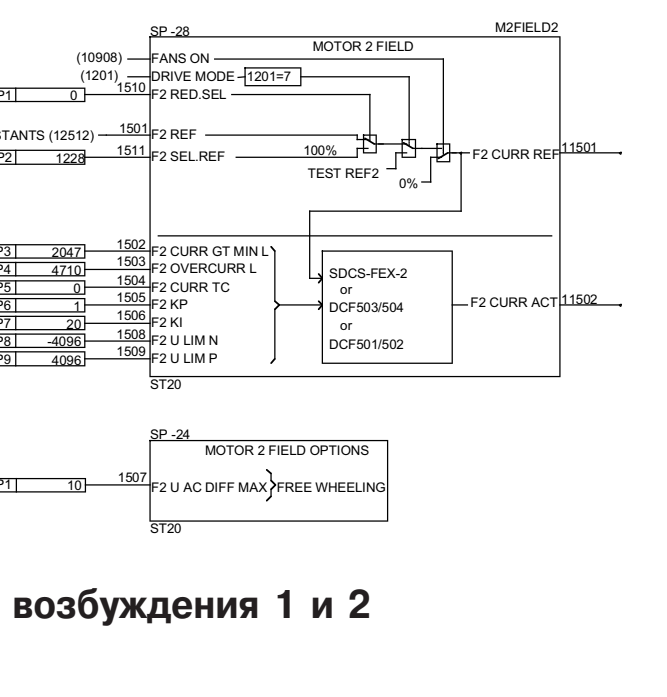 SP -28 M2FIELD2
MOTOR 2 FIELD
(10908) FANS ON
(1201) DRIVE MODE 1201=7
P1 0 1510 F2 RED.SEL
STANTS (12512) 1501 F2 REF
P2 1228 1511 F2 SEL.REF 100%
TEST REF2
0%
F2 CURR REF 11501
P3 2047 1502 F2 CURR GT MIN L
P4 4710 1503 F2 OVERCURR L
P5 0 1504 F2 CURR TC
P6 1 1505 F2 KP
P7 20 1506 F2 KI
P8 -4096 1508 F2 U LIM N
P9 4096 1509 F2 U LIM P
SDCS-FEX-2
or
DCF503/504
or
DCF501/502
F2 CURR ACT 11502
ST20
SP -24
MOTOR 2 FIELD OPTIONS
P1 10 1507 F2 U AC DIFF MAX FREE WHEELING
ST20
возбуждения 1 и 2